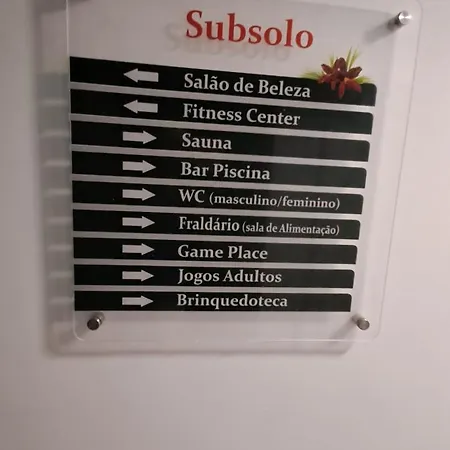 Subsolo
Salão de Beleza
Fitness Center
Sauna
Bar Piscina
WC (masculino/feminino)
Fraldário (sala de Alimentação)
Game Place
Jogos Adultos
Brinquedoteca